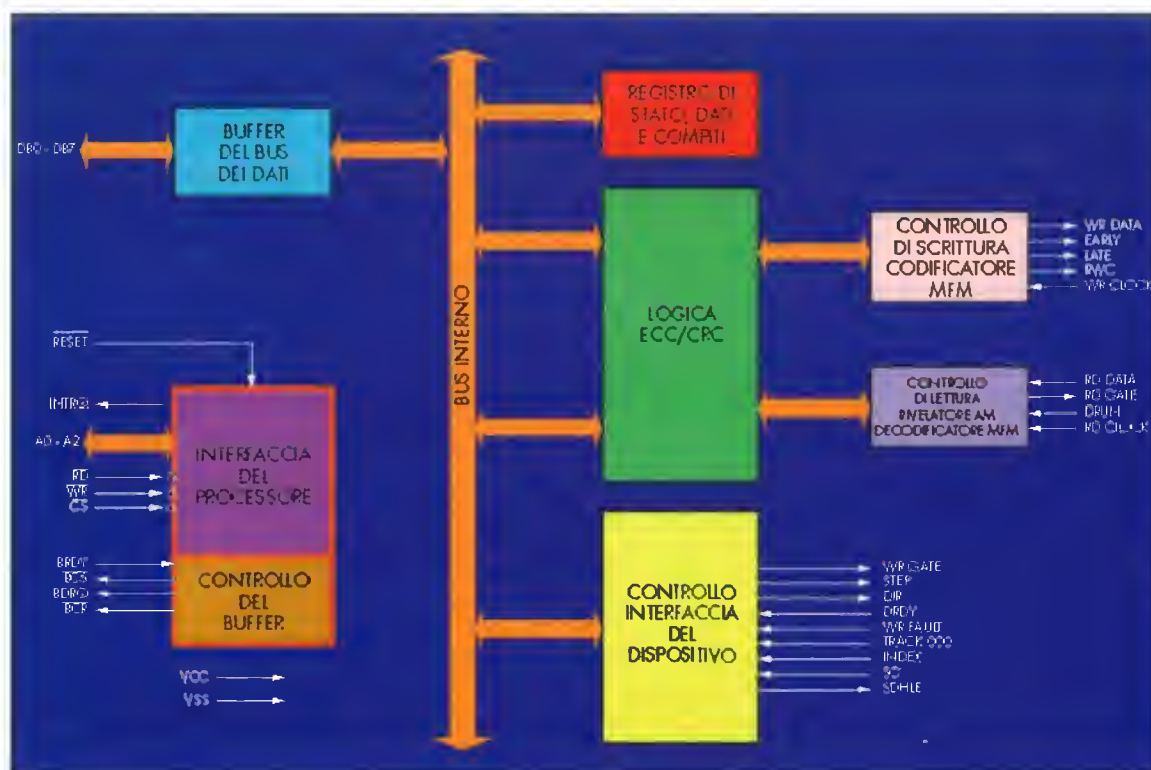 DB0 - DB7
BUFFER
DEL BUS
DEI DATI
BUS INTERNO
REGISTRO DI
STATO, DATI
E COMPITI
LOGICA
ECC/CRC
CONTROLLO
DI SCRITTURA
CODIFICATORE
MFM
WR DATA
EARLY
LATE
RWC
WR CLOCK
CONTROLLO
DI LETTURA
RIVELATORE AM
DECODIFICATORE MFM
RD DATA
RD GATE
DRUN
RD CLOCK
RESET
INTRQ
A0 - A2
RD
WR
CS
INTERFACCIA
DEL
PROCESSORE
BRDY
BCS
BDRQ
BCR
CONTROLLO
DEL
BUFFER
VCC
VSS
CONTROLLO
INTERFACCIA
DEL
DISPOSITIVO
WR GATE
STEP
DIR
DRDY
WR FAULT
TRACK 000
INDEX
SC
SDHLE